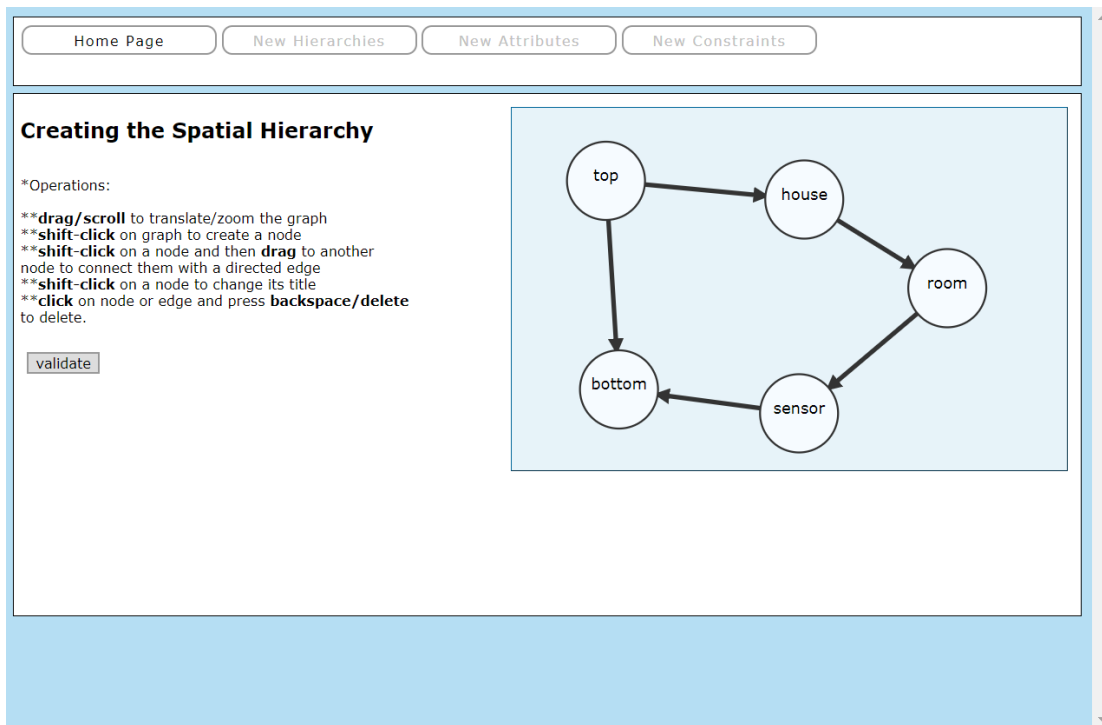 Home Page
New Hierarchies
New Attributes
New Constraints
Creating the Spatial Hierarchy
*Operations:
**drag/scroll to translate/zoom the graph
**shift-click on graph to create a node
**shift-click on a node and then drag to another
node to connect them with a directed edge
**shift-click on a node to change its title
**click on node or edge and press backspace/delete
to delete.
validate
top
house
room
bottom
sensor